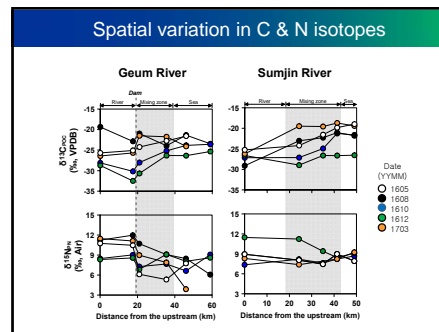 Spatial variation in C & N isotopes
Geum River
Sumjin River
Dam
River
Mixing zone
Sea
River
Mixing zone
Sea
δ13CPOC
(‰, VPDB)
-15
-20
-25
-30
-35
-15
-20
-25
-30
-35
Date
(YYMM)
1605
1608
1610
1612
1703
δ15NPN
(‰, Air)
15
12
9
6
3
15
12
9
6
3
0 20 40 60
0 10 20 30 40 50
Distance from the upstream (km)
Distance from the upstream (km)